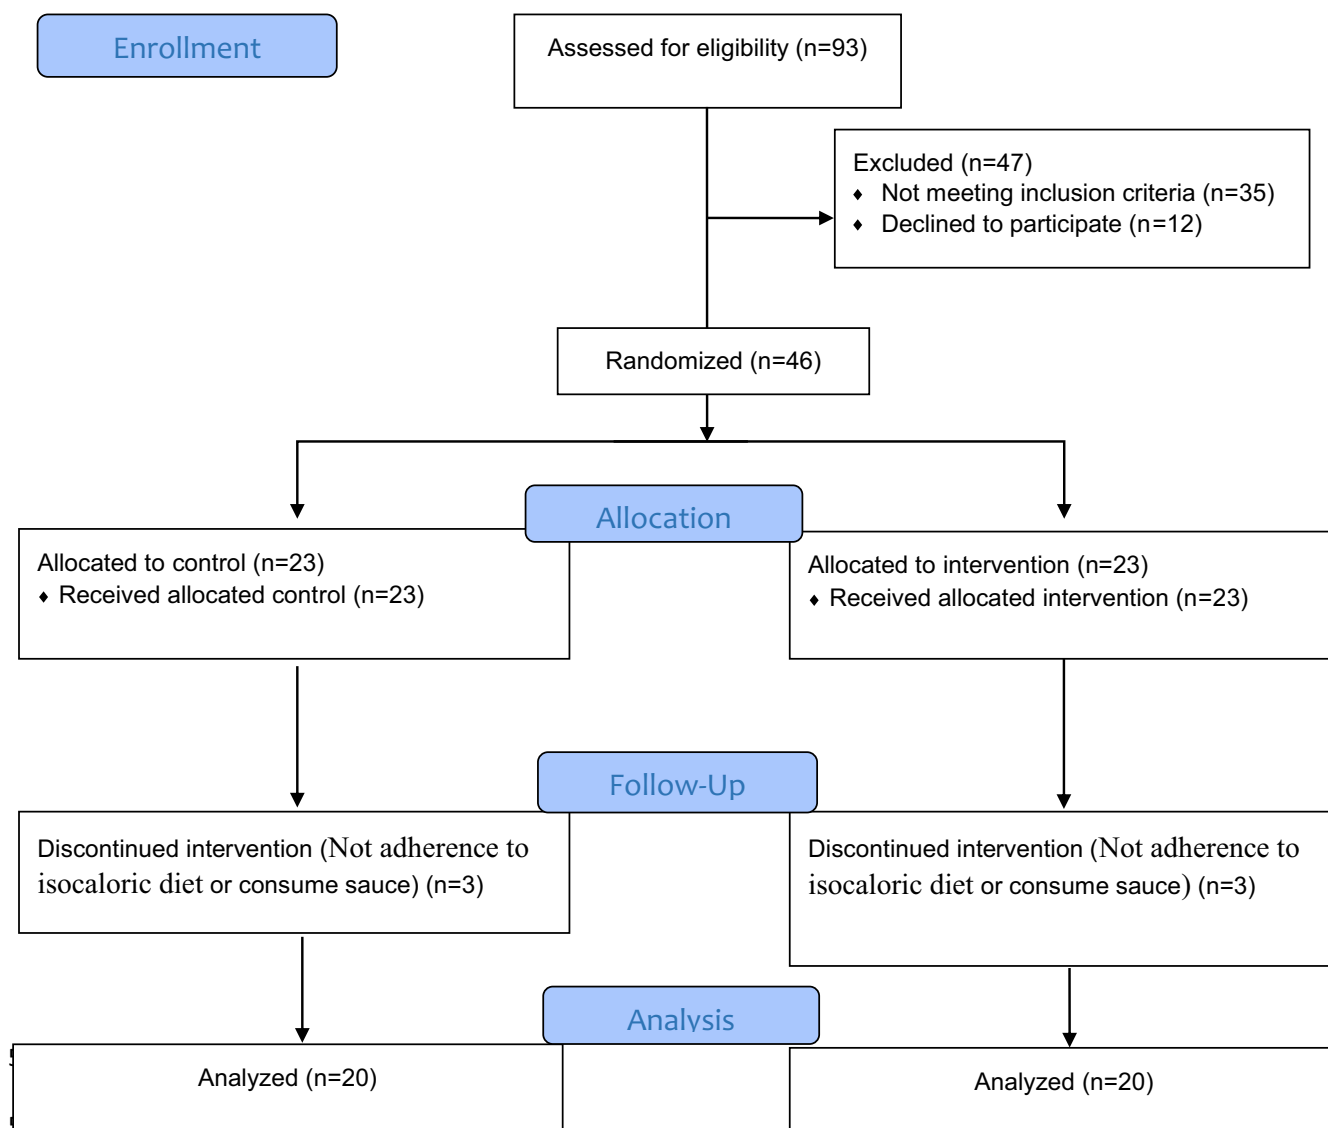 Enrollment
Assessed for eligibility (n=93)
Excluded (n=47)
♦ Not meeting inclusion criteria (n=35)
♦ Declined to participate (n=12)
Randomized (n=46)
Allocation
Allocated to control (n=23)
♦ Received allocated control (n=23)
Allocated to intervention (n=23)
♦ Received allocated intervention (n=23)
Follow-Up
Discontinued intervention (Not adherence to
isocaloric diet or consume sauce) (n=3)
Discontinued intervention (Not adherence to
isocaloric diet or consume sauce) (n=3)
Analysis
Analyzed (n=20)
Analyzed (n=20)